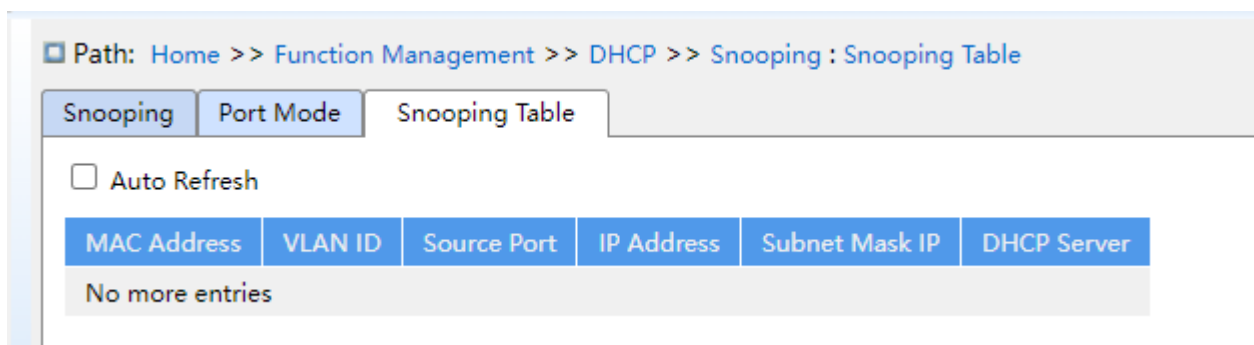 Path: Home >> Function Management >> DHCP >> Snooping : Snooping Table
Snooping Port Mode Snooping Table
Auto Refresh
MAC Address VLAN ID Source Port IP Address Subnet Mask IP DHCP Server
No more entries